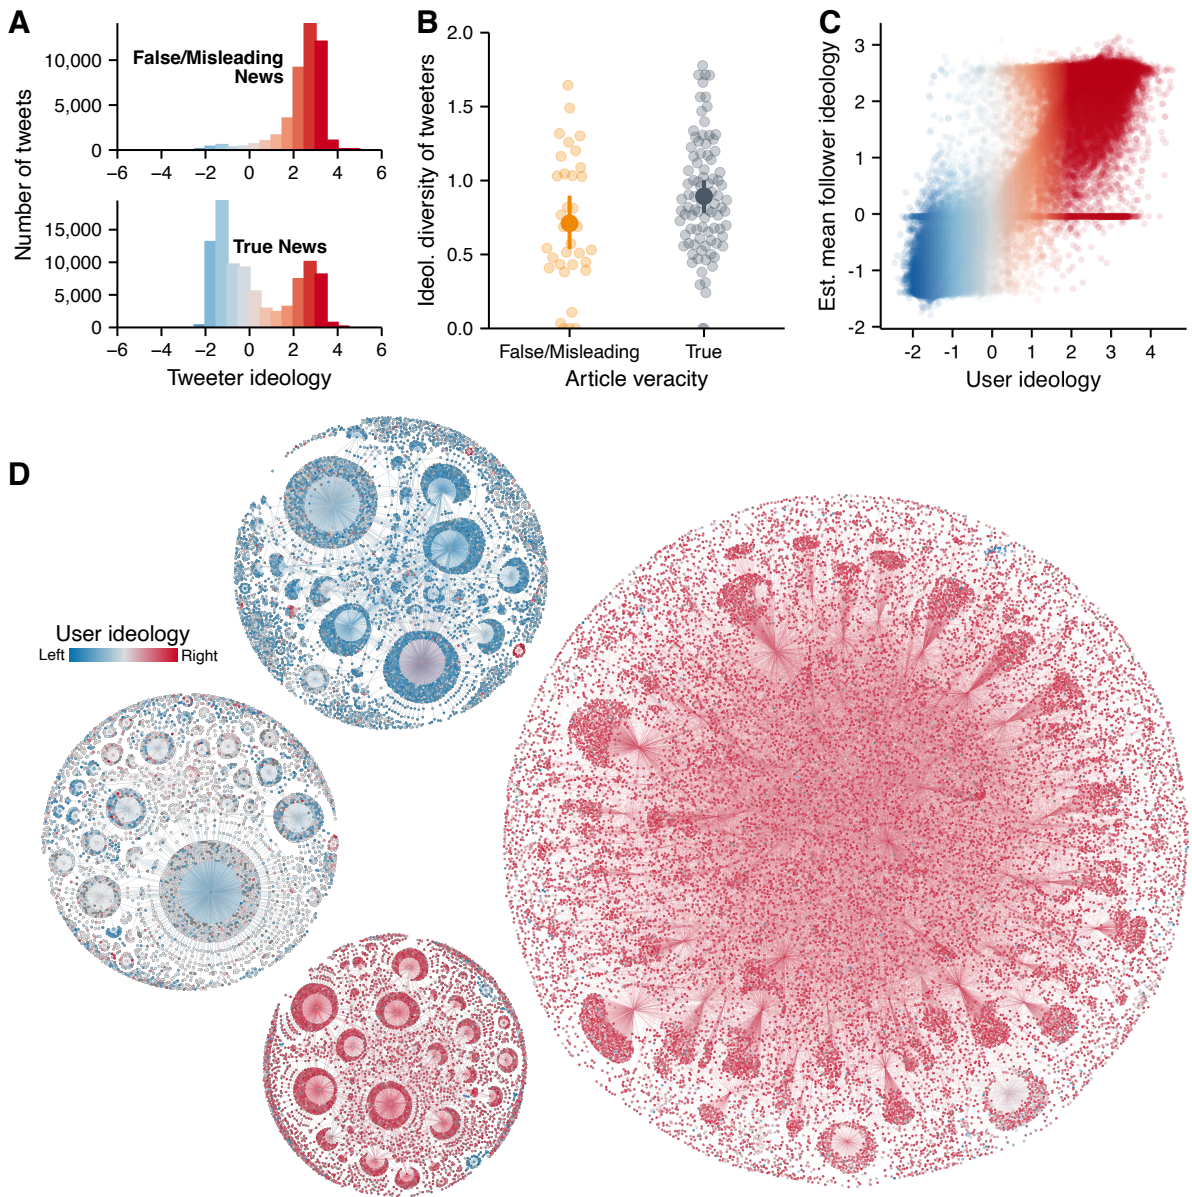 A
Number of tweets
10,000
5,000
0
False/Misleading
News
−6 −4 −2 0 2 4 6
15,000
10,000
5,000
0
True News
−6 −4 −2 0 2 4 6
Tweeter ideology
B
Ideol. diversity of tweeters
2.0
1.5
1.0
0.5
0.0
False/Misleading True
Article veracity
C
Est. mean follower ideology
3
2
1
0
-1
-2
-2 -1 0 1 2 3 4
User ideology
D
User ideology
Left Right